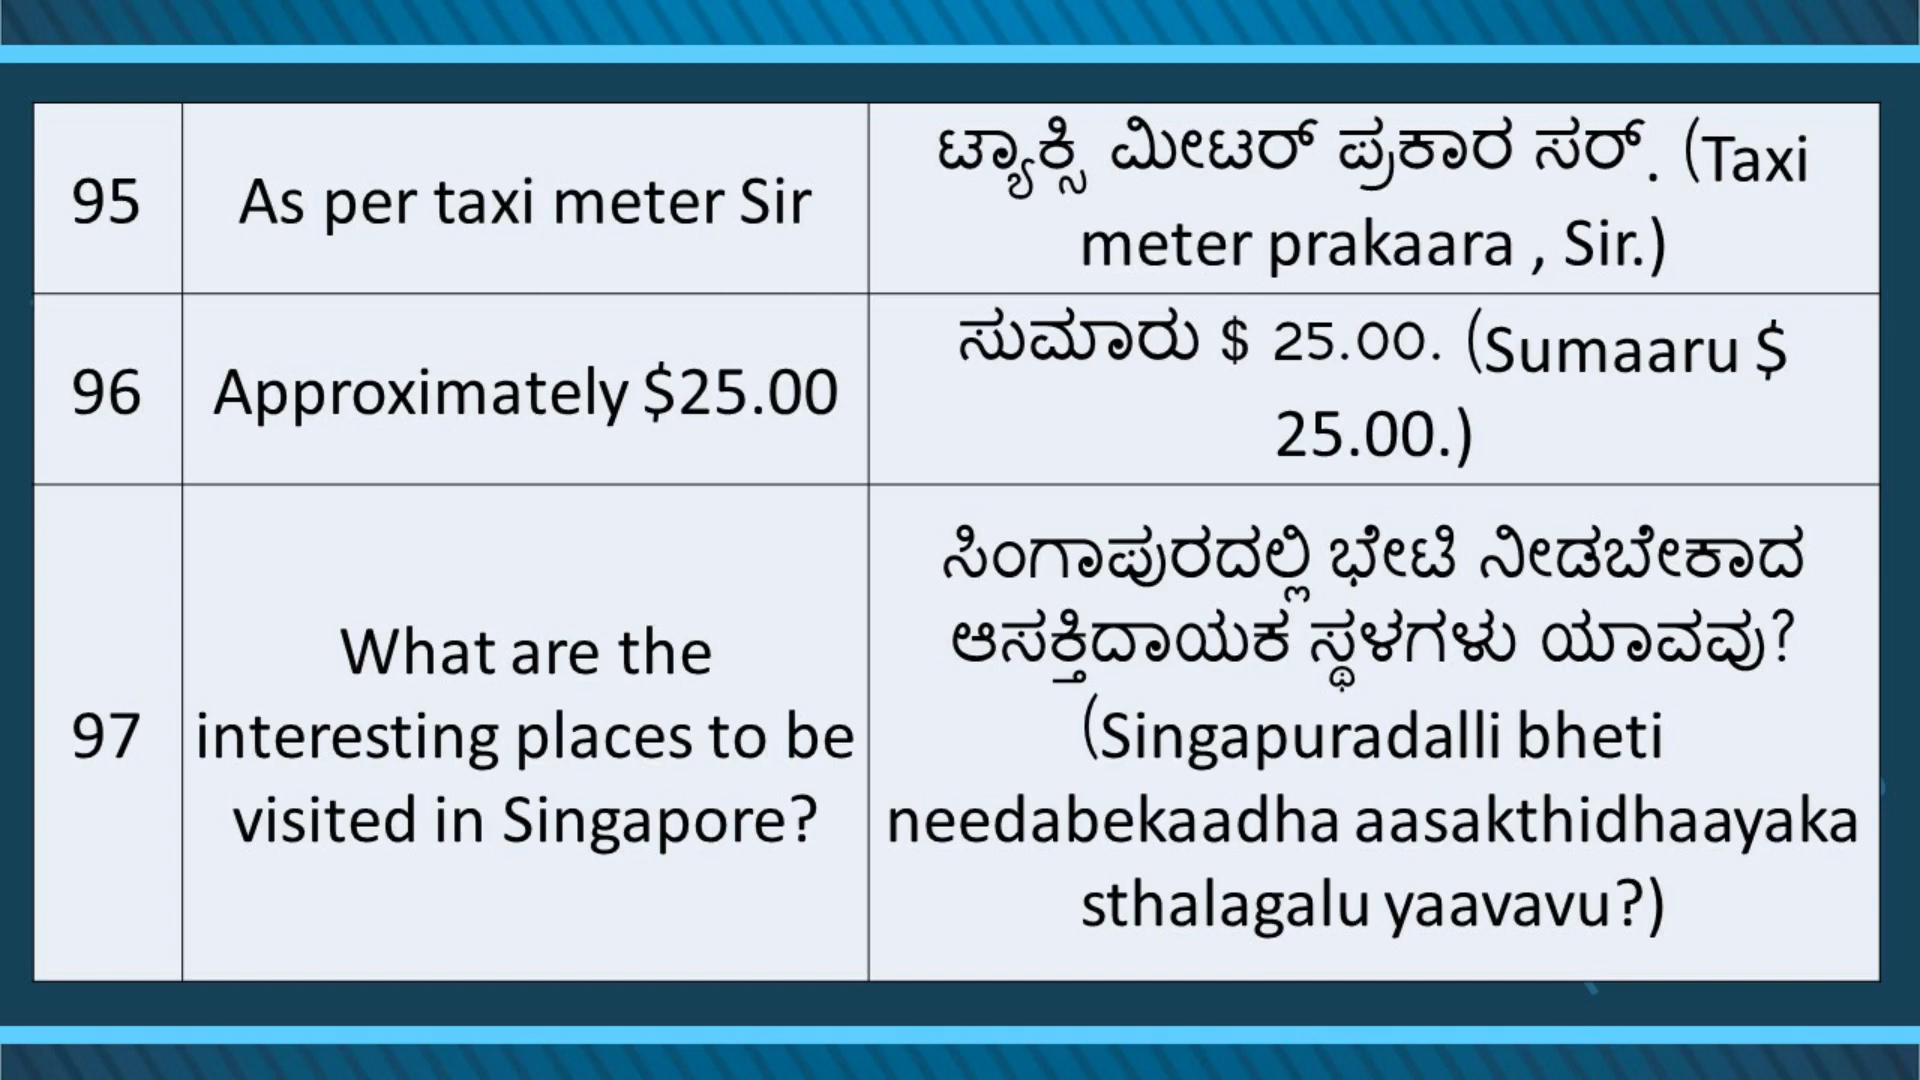 95
As per taxi meter Sir
ಟ್ಯಾಕ್ಸಿ ಮೀಟರ್ ಪ್ರಕಾರ ಸರ್. (Taxi
meter prakaara , Sir.)
96
Approximately $25.00
ಸುಮಾರು $ 25.00. (Sumaaru $
25.00.)
97
What are the
interesting places to be
visited in Singapore?
ಸಿಂಗಾಪುರದಲ್ಲಿ ಭೇಟಿ ನೀಡಬೇಕಾದ
ಆಸಕ್ತಿದಾಯಕ ಸ್ಥಳಗಳು ಯಾವವು?
(Singapuradalli bheti
needabekaadha aasakthidhaayaka
sthalagalu yaavavu?)